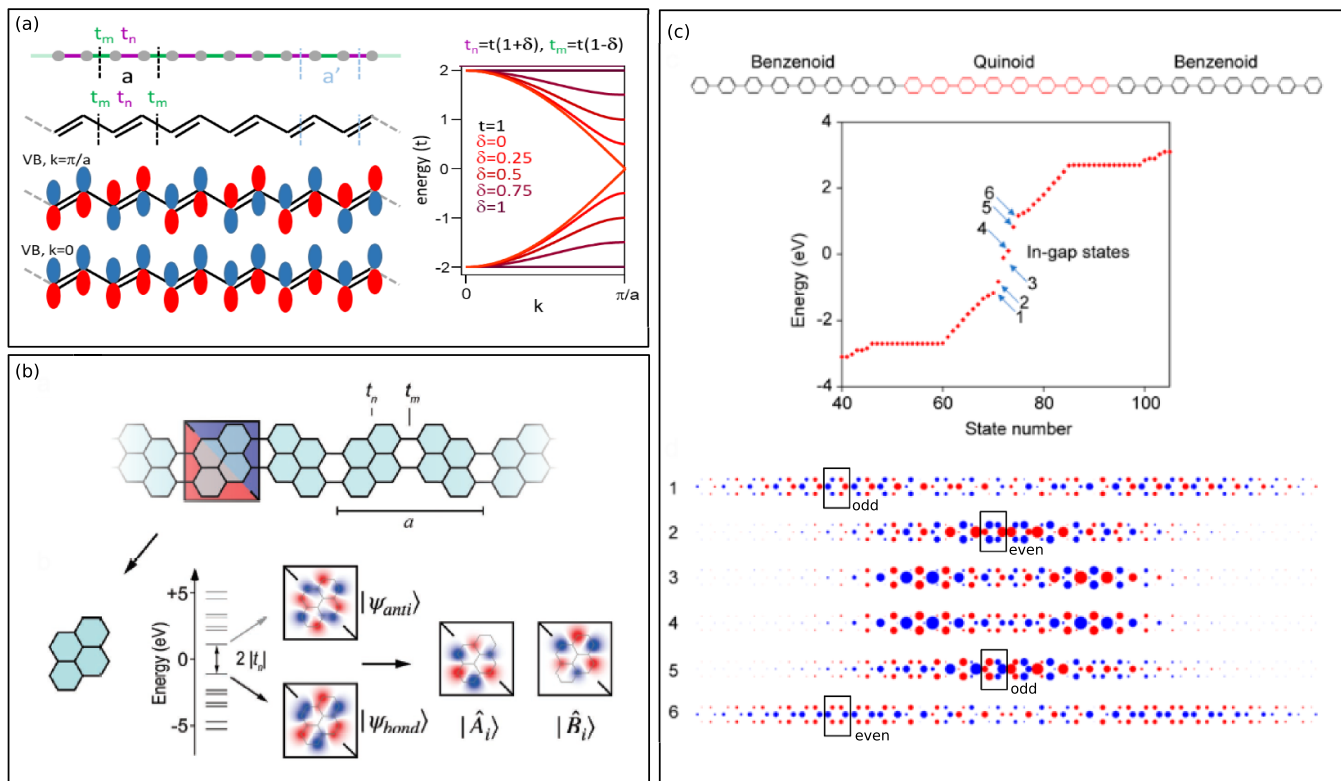 (a)
t_m t_n
t_n=t(1+δ), t_m=t(1-δ)
a a'
t_m t_n t_m
VB, k=π/a
VB, k=0
energy (t)
2
1
0
-1
-2
t=1
δ=0
δ=0.25
δ=0.5
δ=0.75
δ=1
0 π/a
k
(b)
t_n t_m
a
Energy (eV)
+5
0
-5
2 |t_n|
|ψ_anti⟩
|ψ_bond⟩
|Â_i⟩ |B̂_i⟩
(c)
Benzenoid Quinoid Benzenoid
Energy (eV)
4
2
0
-2
-4
6
5
4
In-gap states
3
2
1
40 60 80 100
State number
1
odd
2
even
3
4
5
odd
6
even